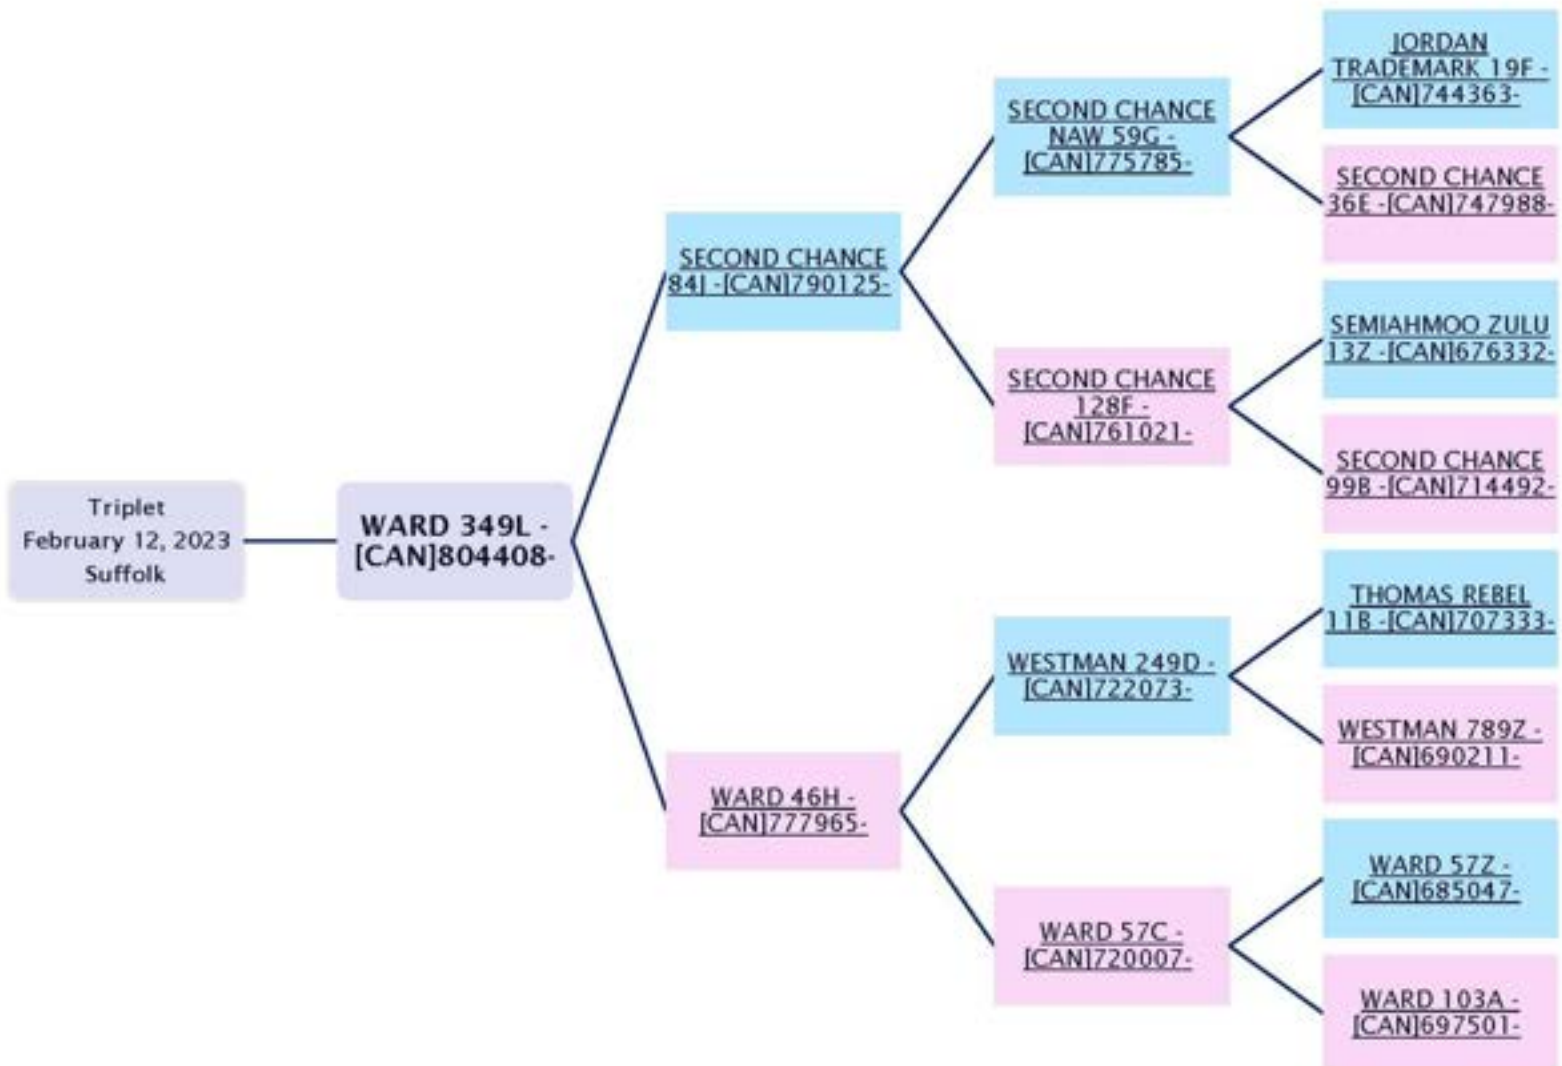 Triplet
February 12, 2023
Suffolk
WARD 349L -
[CAN]804408-
SECOND CHANCE
84J -[CAN]790125-
WARD 46H -
[CAN]777965-
SECOND CHANCE
NAW 59G -
[CAN]775785-
SECOND CHANCE
128F -
[CAN]761021-
WESTMAN 249D -
[CAN]722073-
WARD 57C -
[CAN]720007-
JORDAN
TRADEMARK 19F -
[CAN]744363-
SECOND CHANCE
36E -[CAN]747988-
SEMIAHMOO ZULU
13Z -[CAN]676332-
SECOND CHANCE
99B -[CAN]714492-
THOMAS REBEL
11B -[CAN]707333-
WESTMAN 789Z -
[CAN]690211-
WARD 57Z -
[CAN]685047-
WARD 103A -
[CAN]697501-